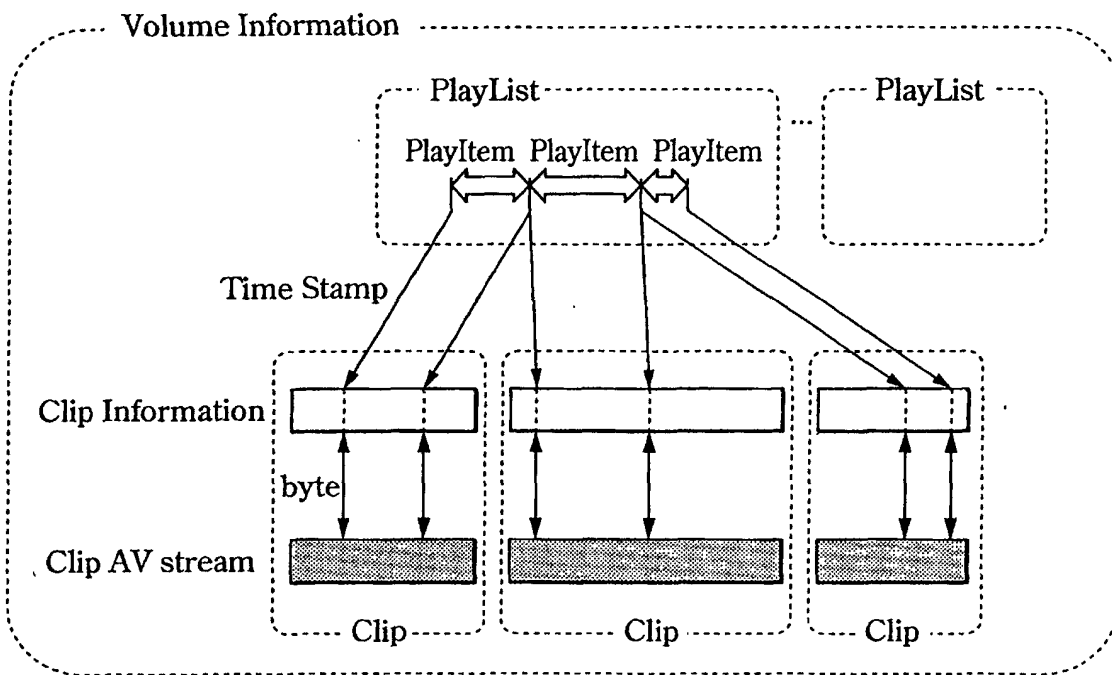 Volume Information
PlayList
...
PlayList
PlayItem PlayItem PlayItem
Time Stamp
Clip Information
byte
Clip AV stream
Clip
Clip
Clip